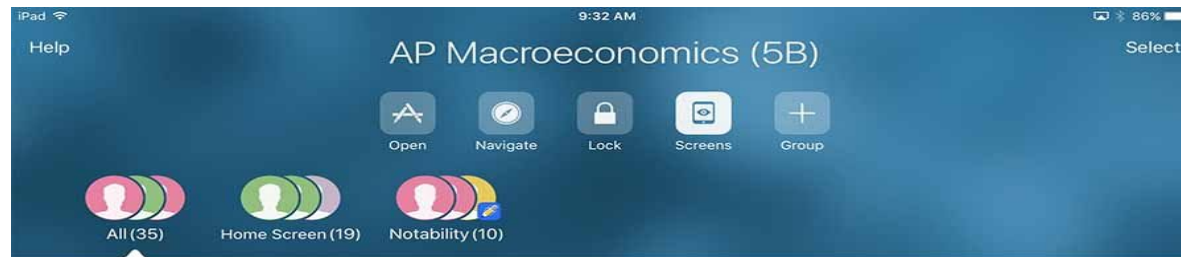 iPad 9:32 AM 86%
Help AP Macroeconomics (5B) Select
Open Navigate Lock Screens Group
All (35) Home Screen (19) Notability (10)